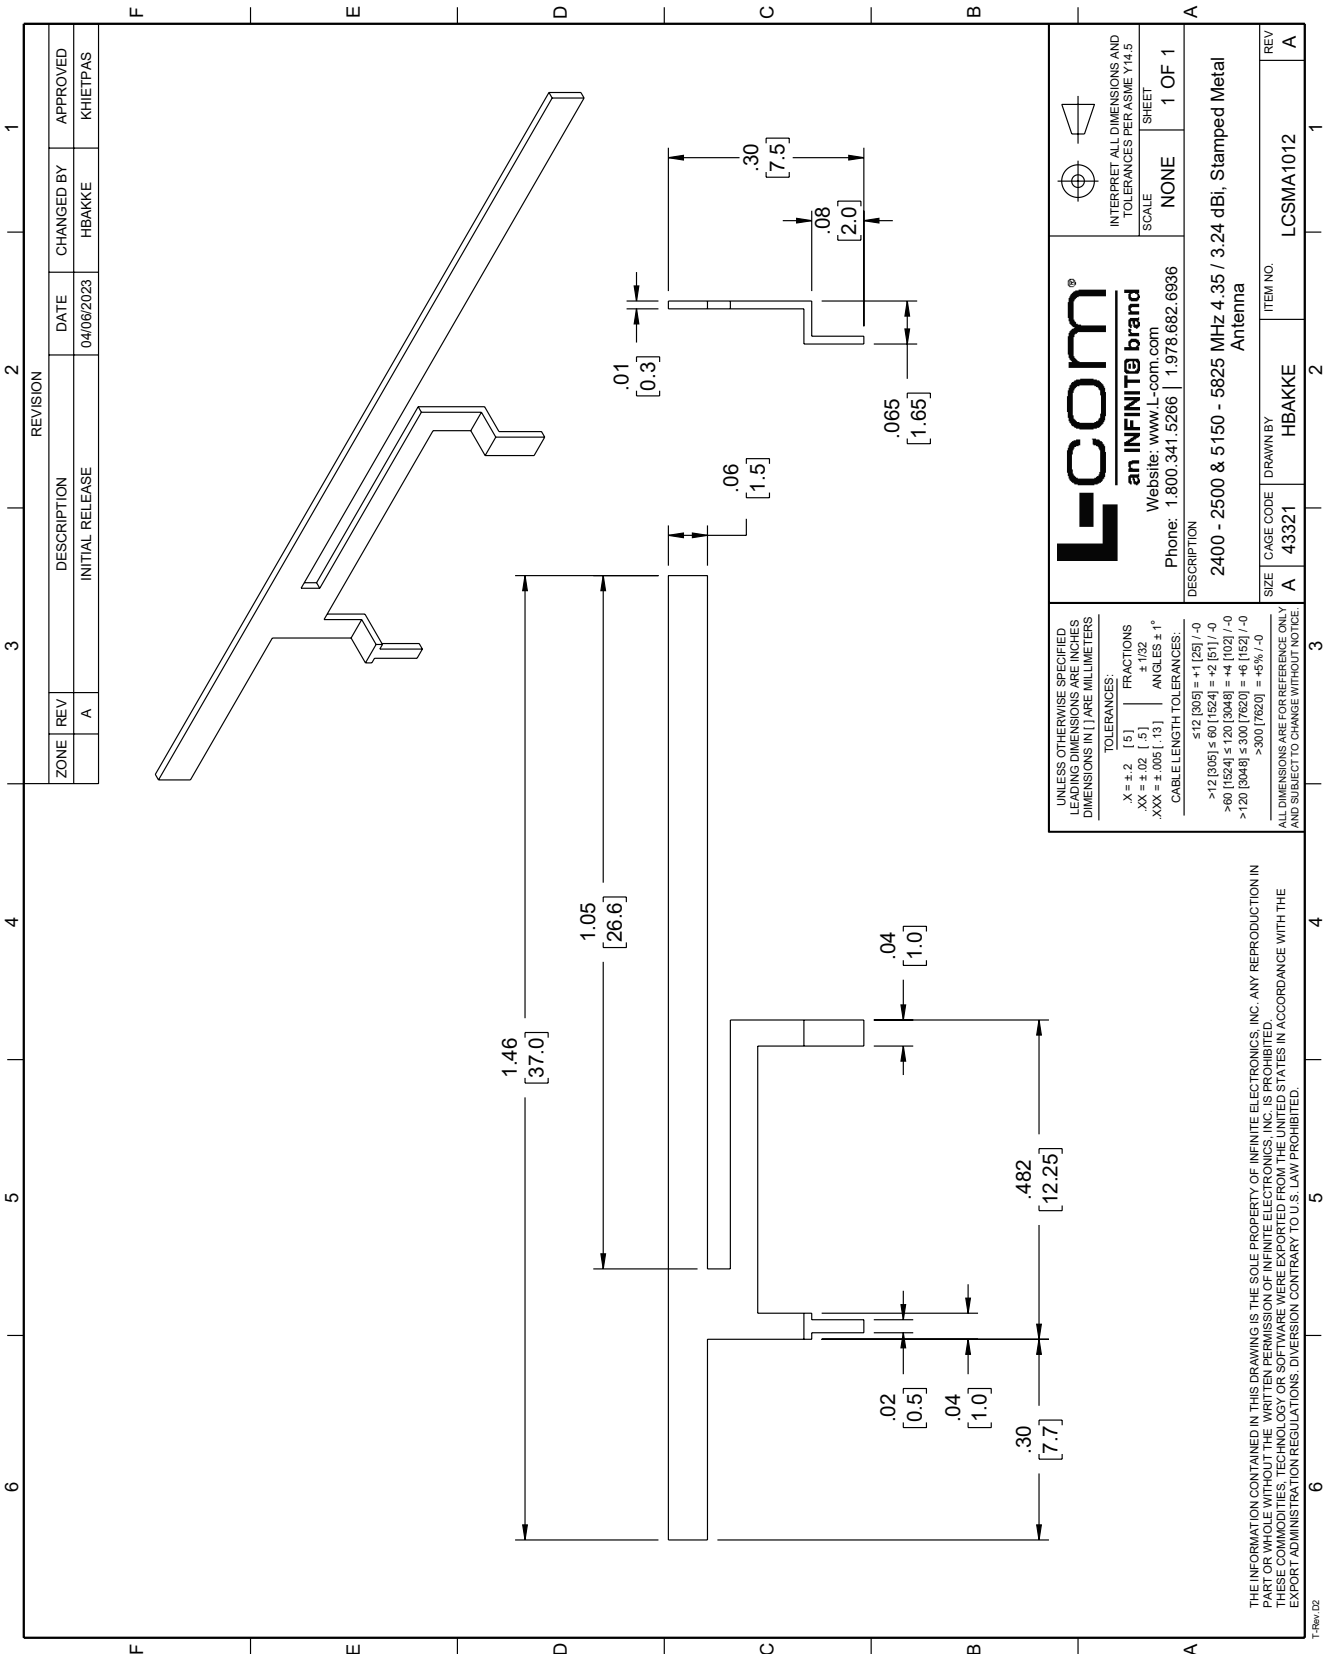 6
5
4
3
2
1
F
E
D
C
B
A
F
E
D
C
B
A
REVISION
ZONE REV DESCRIPTION DATE CHANGED BY APPROVED
A INITIAL RELEASE 04/06/2023 HBAKKE KHIETPAS
1.46
[37.0]
1.05
[26.6]
.06
[1.5]
.01
[0.3]
.30
[7.5]
.08
[2.0]
.065
[1.65]
.04
[1.0]
.482
[12.25]
.02
[0.5]
.04
[1.0]
.30
[7.7]
UNLESS OTHERWISE SPECIFIED
LEADING DIMENSIONS ARE INCHES
DIMENSIONS IN [ ] ARE MILLIMETERS
TOLERANCES:
.X = ±.2 [5] FRACTIONS
.XX = ±.02 [.5] ± 1/32
.XXX = ±.005 [.13] ANGLES ± 1°
CABLE LENGTH TOLERANCES:
≤12 [305] = +1 [25] / -0
>12 [305] ≤ 60 [1524] = +2 [51] / -0
>60 [1524] ≤ 120 [3048] = +4 [102] / -0
>120 [3048] ≤ 300 [7620] = +6 [152] / -0
>300 [7620] = +5% / -0
ALL DIMENSIONS ARE FOR REFERENCE ONLY
AND SUBJECT TO CHANGE WITHOUT NOTICE.
L-com®
an INFINITe brand
Website: www.L-com.com
Phone: 1.800.341.5266 | 1.978.682.6936
INTERPRET ALL DIMENSIONS AND
TOLERANCES PER ASME Y14.5
SCALE SHEET
NONE 1 OF 1
DESCRIPTION
2400 - 2500 & 5150 - 5825 MHz 4.35 / 3.24 dBi, Stamped Metal
Antenna
SIZE CAGE CODE DRAWN BY ITEM NO. REV
A 43321 HBAKKE LCSMA1012 A
THE INFORMATION CONTAINED IN THIS DRAWING IS THE SOLE PROPERTY OF INFINITE ELECTRONICS, INC. ANY REPRODUCTION IN
PART OR WHOLE WITHOUT THE WRITTEN PERMISSION OF INFINITE ELECTRONICS, INC. IS PROHIBITED.
THESE COMMODITIES, TECHNOLOGY OR SOFTWARE WERE EXPORTED FROM THE UNITED STATES IN ACCORDANCE WITH THE
EXPORT ADMINISTRATION REGULATIONS. DIVERSION CONTRARY TO U.S. LAW PROHIBITED.
T-Rev.D2
6
5
4
3
2
1